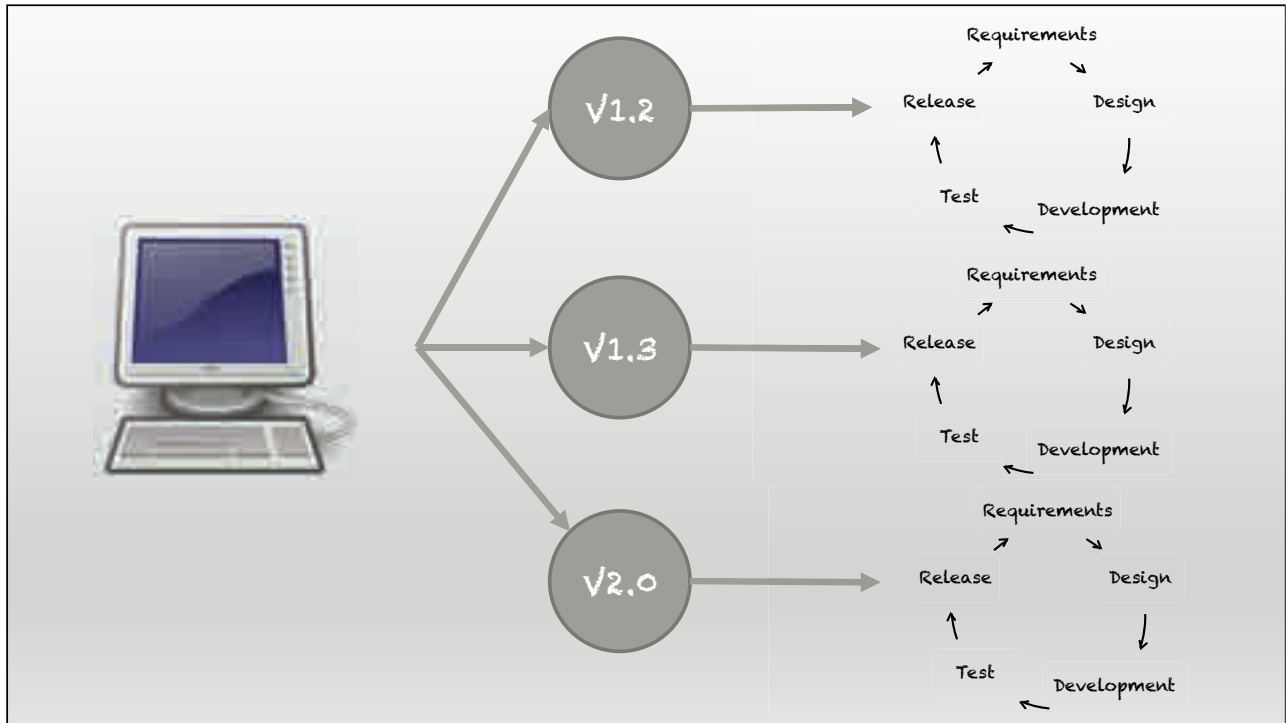 V1.2
Requirements
Release
Design
Test
Development
V1.3
Requirements
Release
Design
Test
Development
V2.0
Requirements
Release
Design
Test
Development